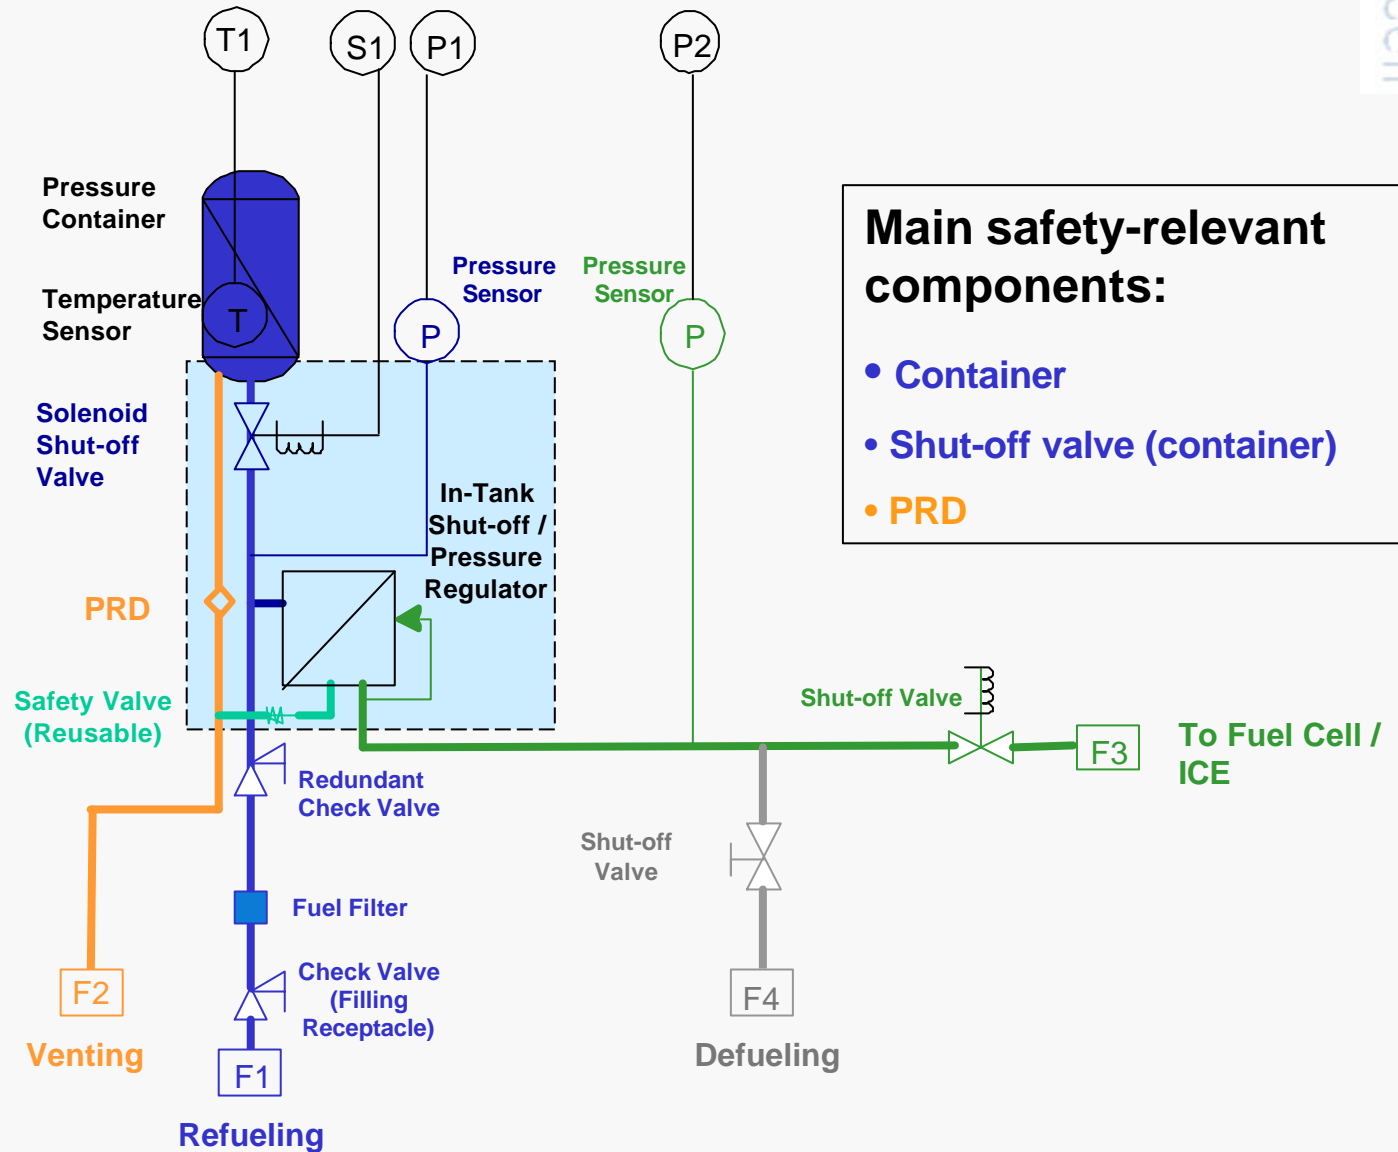 T1
S1
P1
P2
Pressure
Container
Temperature
Sensor
T
Pressure
Sensor
P
Pressure
Sensor
P
Main safety-relevant
components:
• Container
• Shut-off valve (container)
• PRD
Solenoid
Shut-off
Valve
In-Tank
Shut-off /
Pressure
Regulator
PRD
Safety Valve
(Reusable)
Shut-off Valve
F3
To Fuel Cell /
ICE
Redundant
Check Valve
Shut-off
Valve
Fuel Filter
Check Valve
(Filling
Receptacle)
F2
Venting
F1
Refueling
F4
Defueling